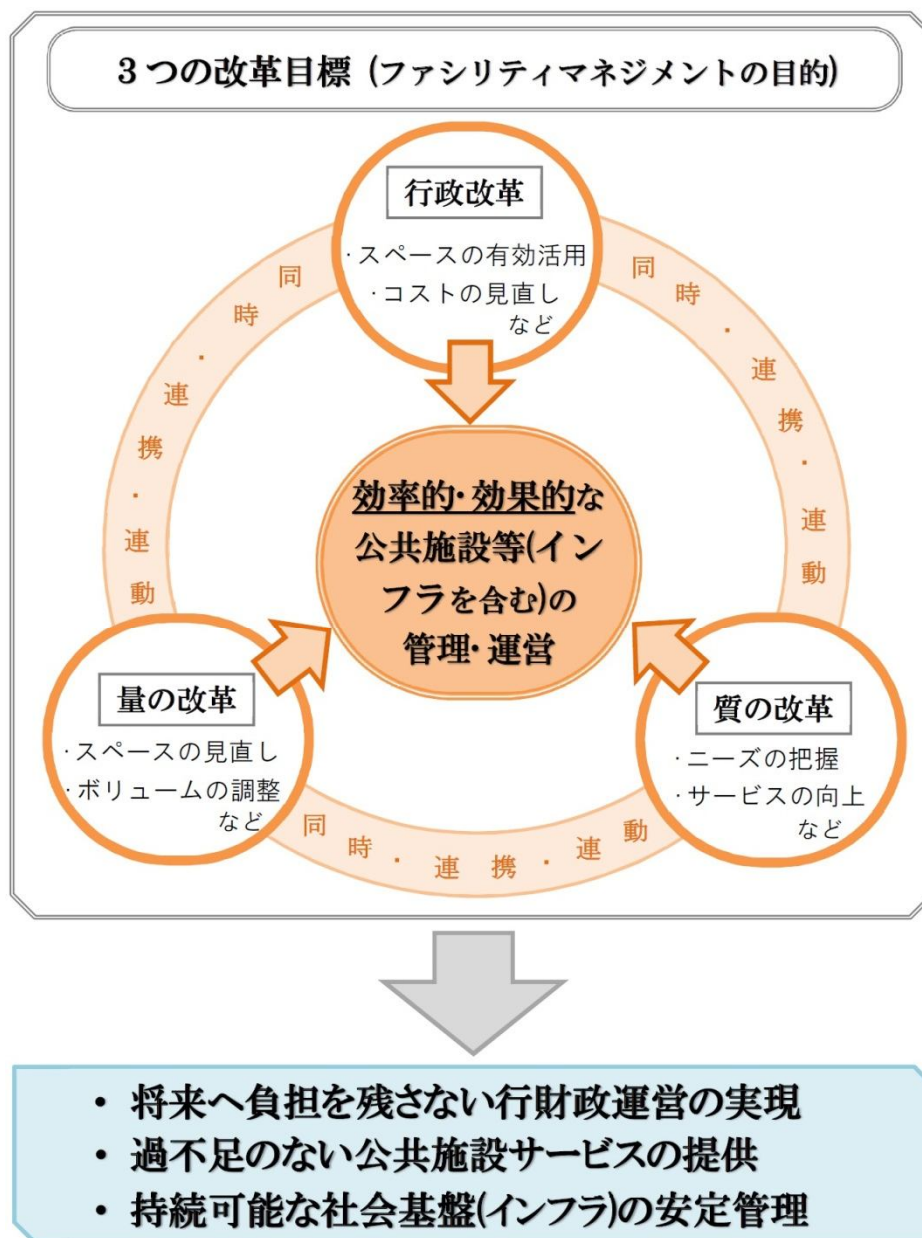 3つの改革目標 (ファシリティマネジメントの目的)
行政改革
・スペースの有効活用
・コストの見直し
など
同時・連携・連動
同時・連携・連動
効率的・効果的な
公共施設等(イン
フラを含む)の
管理・運営
量の改革
・スペースの見直し
・ボリュームの調整
など
質の改革
・ニーズの把握
・サービスの向上
など
同時・連携・連動
・ 将来へ負担を残さない行財政運営の実現
・ 過不足のない公共施設サービスの提供
・ 持続可能な社会基盤(インフラ)の安定管理